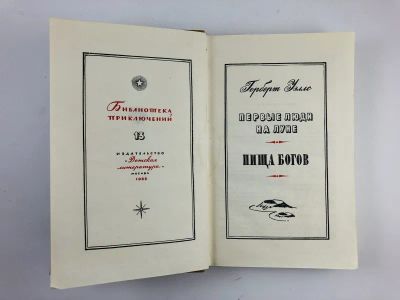 Библиотека
приключений
13
ИЗДАТЕЛЬСТВО
«Детская
литература»
МОСКВА
Герберт Уэллс
ПЕРВЫЕ ЛЮДИ
НА ЛУНЕ
ПИЩА БОГОВ